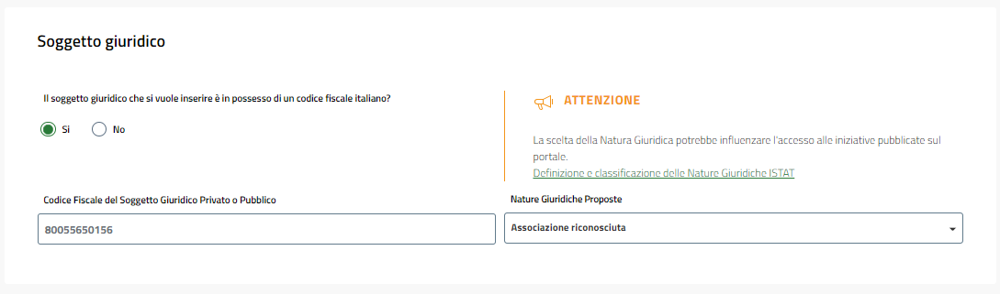 Soggetto giuridico
Il soggetto giuridico che si vuole inserire è in possesso di un codice fiscale italiano?
Si
No
ATTENZIONE
La scelta della Natura Giuridica potrebbe influenzare l'accesso alle iniziative pubblicate sul
portale.
Definizione e classificazione delle Nature Giuridiche ISTAT
Codice Fiscale del Soggetto Giuridico Privato o Pubblico
80055650156
Nature Giuridiche Proposte
Associazione riconosciuta